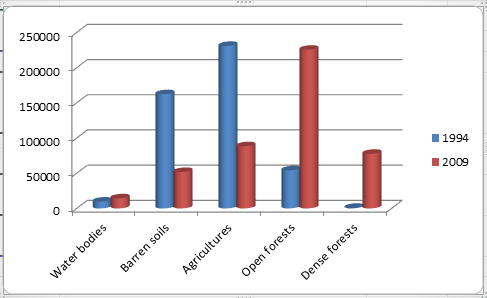 250000
200000
150000
100000
50000
0
Water bodies
Barren soils
Agricultures
Open forests
Dense forests
1994
2009